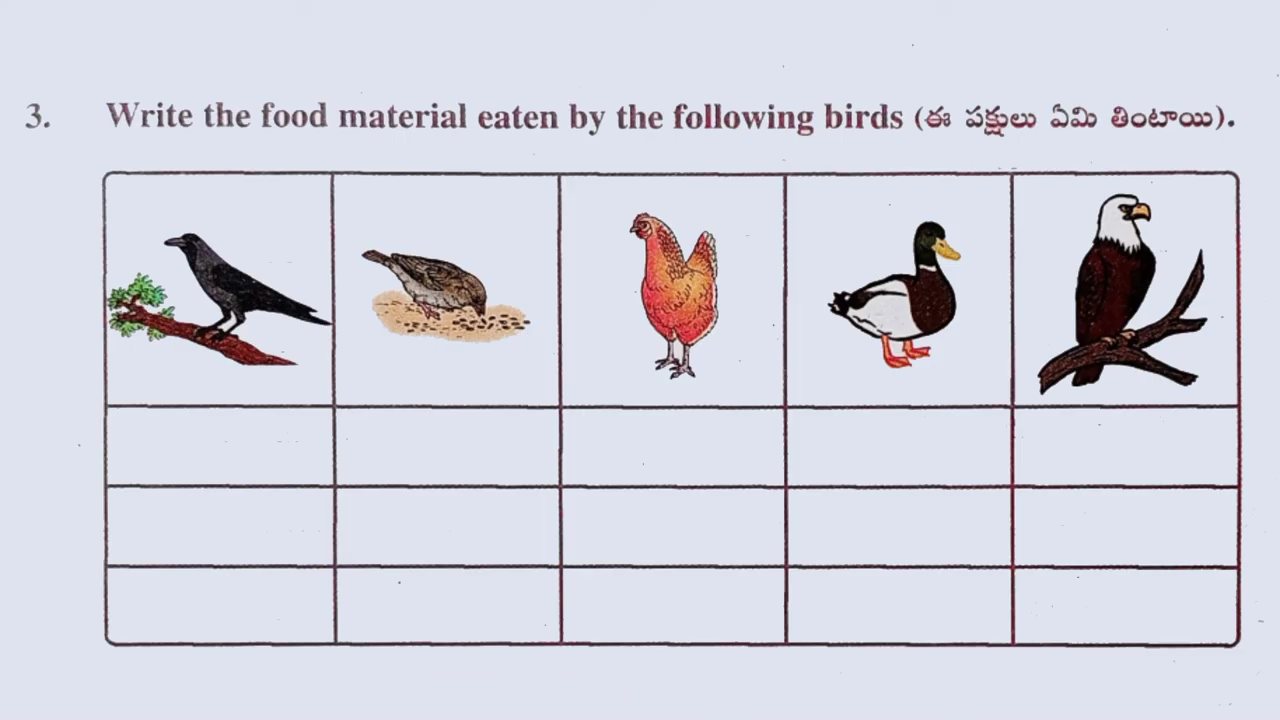 3. Write the food material eaten by the following birds (ఈ పక్షులు ఏమి తింటాయి).